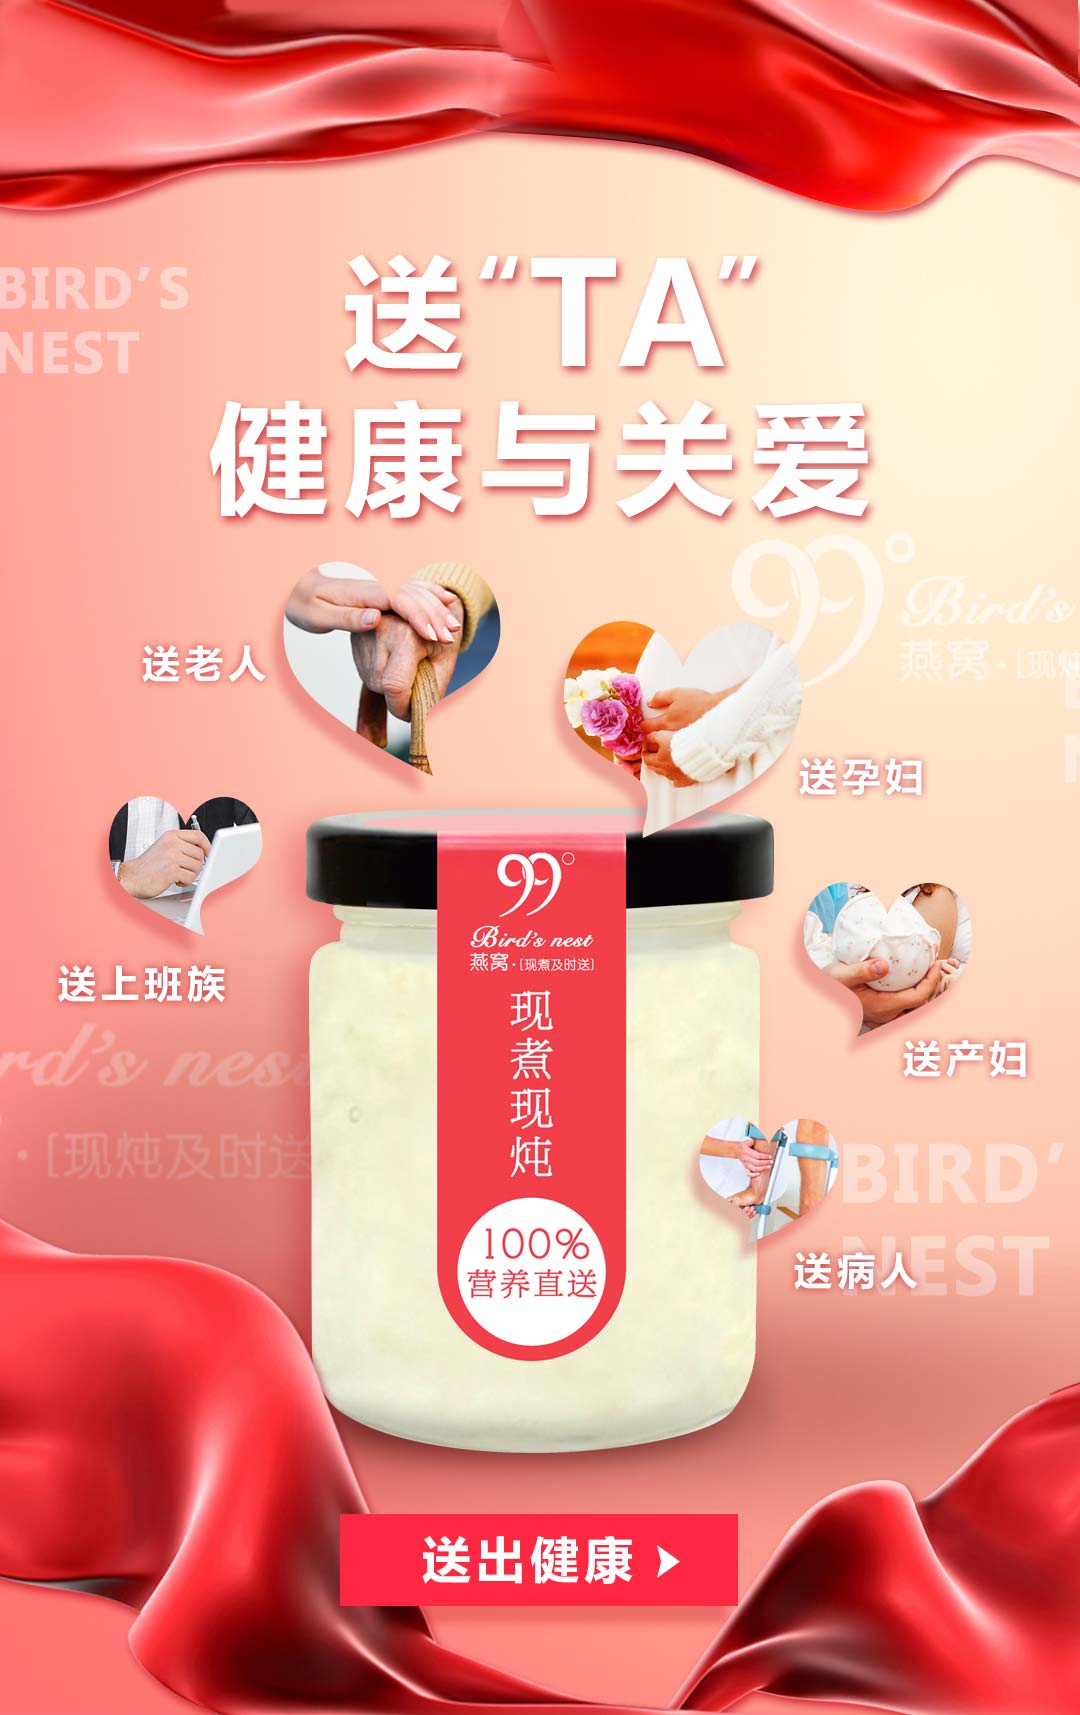 BIRD'S
NEST
送“TA”
健康与关爱
99° Bird's
燕窝·[现炖
送老人
送孕妇
送上班族
送产妇
送病人
99°
Bird's nest
燕窝·[现煮及时送]
现煮现炖
100%
营养直送
rd's nest
·[现炖及时送
BIRD'
NEST
送出健康